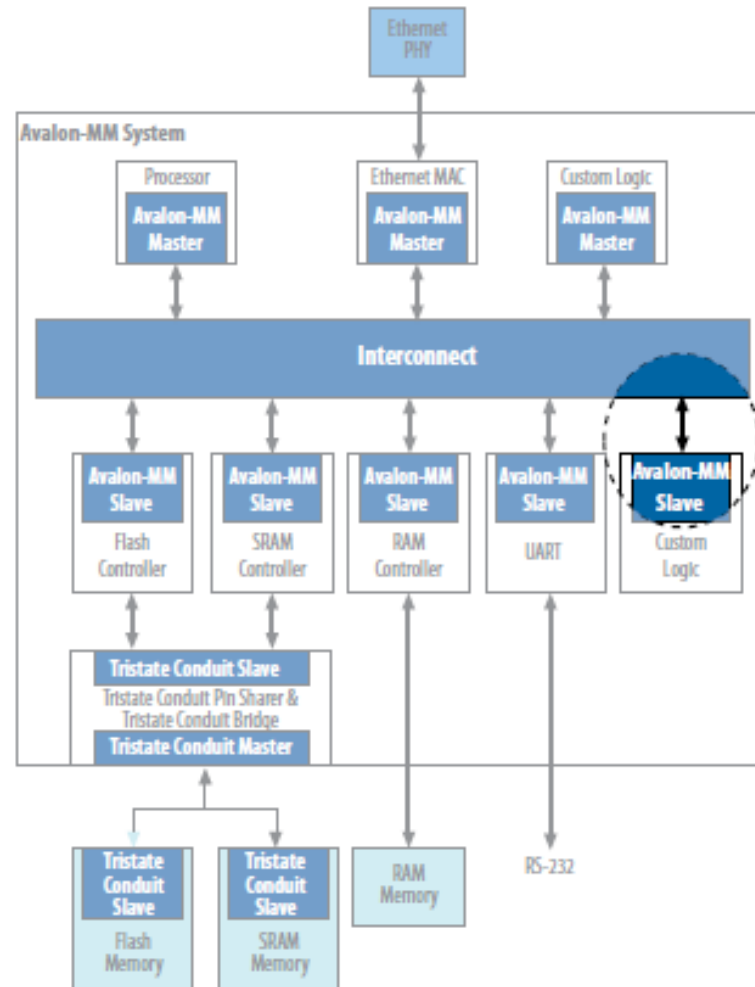 Ethernet
PHY
Avalon-MM System
Processor
Avalon-MM
Master
Ethernet MAC
Avalon-MM
Master
Custom Logic
Avalon-MM
Master
Interconnect
Avalon-MM
Slave
Flash
Controller
Avalon-MM
Slave
SRAM
Controller
Avalon-MM
Slave
RAM
Controller
Avalon-MM
Slave
UART
Avalon-MM
Slave
Custom
Logic
Tristate Conduit Slave
Tristate Conduit Pin Sharer &
Tristate Conduit Bridge
Tristate Conduit Master
Tristate
Conduit
Slave
Flash
Memory
Tristate
Conduit
Slave
SRAM
Memory
RAM
Memory
RS-232